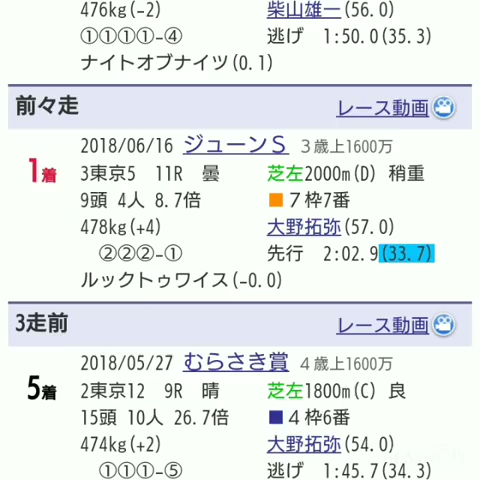 476kg(-2) 柴山雄一(56.0)
①①①①-④ 逃げ 1:50.0(35.3)
ナイトオブナイツ(0.1)
前々走 レース動画
2018/06/16 ジューンＳ ３歳上1600万
1着 3東京5 11R 曇 芝左2000m(D) 稍重
9頭 4人 8.7倍 ■７枠7番
478kg(+4) 大野拓弥(57.0)
②②②-① 先行 2:02.9(33.7)
ルックトゥワイス(-0.0)
3走前 レース動画
2018/05/27 むらさき賞 ４歳上1600万
5着 2東京12 9R 晴 芝左1800m(C) 良
15頭 10人 26.7倍 ■４枠6番
474kg(+2) 大野拓弥(54.0)
①①①-⑤ 逃げ 1:45.7(34.3)